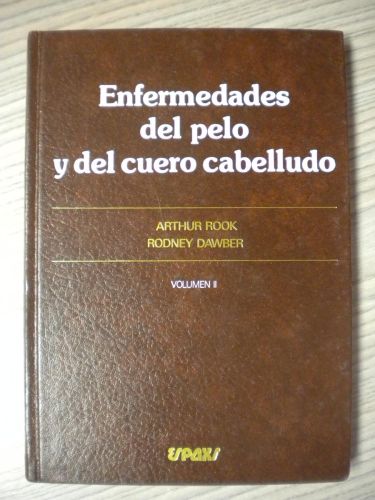 Enfermedades
del pelo
y del cuero cabelludo
ARTHUR ROOK
RODNEY DAWBER
VOLUMEN II
ESPAXS